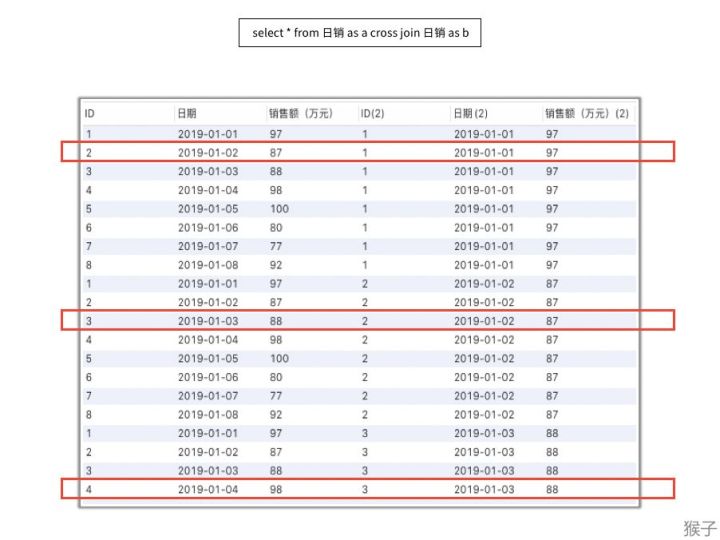 select * from 日销 as a cross join 日销 as b
ID 日期 销售额（万元） ID(2) 日期(2) 销售额（万元）(2)
1 2019-01-01 97 1 2019-01-01 97
2 2019-01-02 87 1 2019-01-01 97
3 2019-01-03 88 1 2019-01-01 97
4 2019-01-04 98 1 2019-01-01 97
5 2019-01-05 100 1 2019-01-01 97
6 2019-01-06 80 1 2019-01-01 97
7 2019-01-07 77 1 2019-01-01 97
8 2019-01-08 92 1 2019-01-01 97
1 2019-01-01 97 2 2019-01-02 87
2 2019-01-02 87 2 2019-01-02 87
3 2019-01-03 88 2 2019-01-02 87
4 2019-01-04 98 2 2019-01-02 87
5 2019-01-05 100 2 2019-01-02 87
6 2019-01-06 80 2 2019-01-02 87
7 2019-01-07 77 2 2019-01-02 87
8 2019-01-08 92 2 2019-01-02 87
1 2019-01-01 97 3 2019-01-03 88
2 2019-01-02 87 3 2019-01-03 88
3 2019-01-03 88 3 2019-01-03 88
4 2019-01-04 98 3 2019-01-03 88
猴子